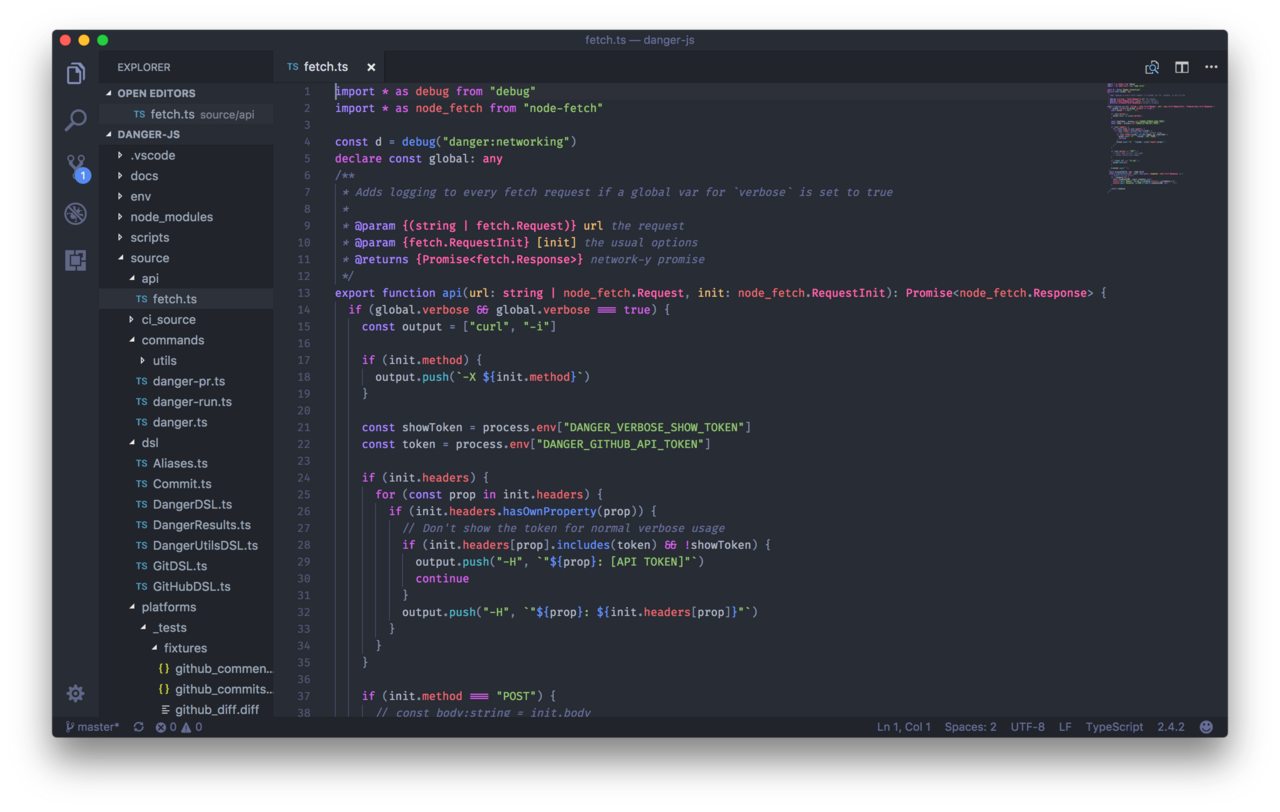 fetch.ts — danger-js
EXPLORER
OPEN EDITORS
TS fetch.ts source/api
DANGER-JS
.vscode
docs
env
node_modules
scripts
source
api
TS fetch.ts
ci_source
commands
utils
TS danger-pr.ts
TS danger-run.ts
TS danger.ts
dsl
TS Aliases.ts
TS Commit.ts
TS DangerDSL.ts
TS DangerResults.ts
TS DangerUtilsDSL.ts
TS GitDSL.ts
TS GitHubDSL.ts
platforms
_tests
fixtures
{} github_commen...
{} github_commits...
github_diff.diff
1
TS fetch.ts ×
1 import * as debug from "debug"
2 import * as node_fetch from "node-fetch"
3
4 const d = debug("danger:networking")
5 declare const global: any
6 /**
7 * Adds logging to every fetch request if a global var for `verbose` is set to true
8 *
9 * @param {(string | fetch.Request)} url the request
10 * @param {fetch.RequestInit} [init] the usual options
11 * @returns {Promise<fetch.Response>} network-y promise
12 */
13 export function api(url: string | node_fetch.Request, init: node_fetch.RequestInit): Promise<node_fetch.Response> {
14 if (global.verbose && global.verbose === true) {
15 const output = ["curl", "-i"]
16
17 if (init.method) {
18 output.push(`-X ${init.method}`)
19 }
20
21 const showToken = process.env["DANGER_VERBOSE_SHOW_TOKEN"]
22 const token = process.env["DANGER_GITHUB_API_TOKEN"]
23
24 if (init.headers) {
25 for (const prop in init.headers) {
26 if (init.headers.hasOwnProperty(prop)) {
27 // Don't show the token for normal verbose usage
28 if (init.headers[prop].includes(token) && !showToken) {
29 output.push("-H", `"${prop}: [API TOKEN]"`)
30 continue
31 }
32 output.push("-H", `"${prop}: ${init.headers[prop]}"`)
33 }
34 }
35 }
36
37 if (init.method === "POST") {
38 // const body:string = init.body
master* 0 0
Ln 1, Col 1 Spaces: 2 UTF-8 LF TypeScript 2.4.2